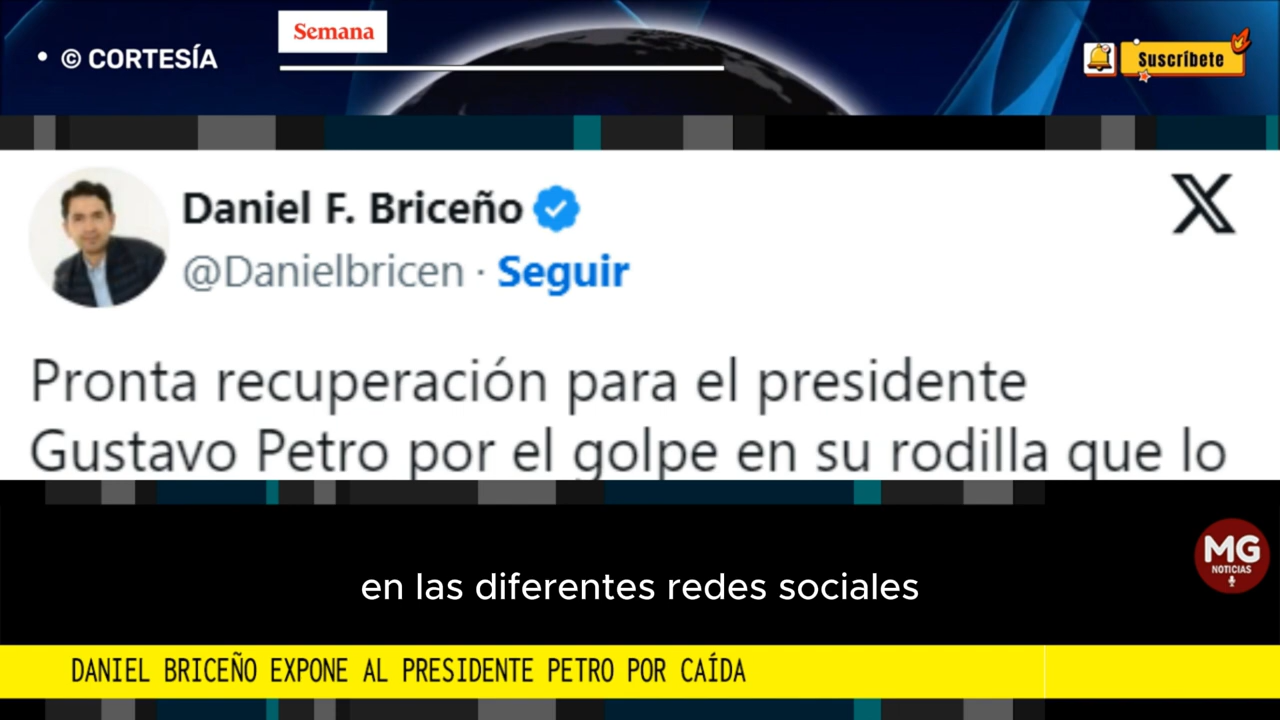 Semana
• © CORTESÍA
Suscríbete
Daniel F. Briceño
@Danielbricen · Seguir
Pronta recuperación para el presidente
Gustavo Petro por el golpe en su rodilla que lo
MG
NOTICIAS
en las diferentes redes sociales
DANIEL BRICEÑO EXPONE AL PRESIDENTE PETRO POR CAÍDA